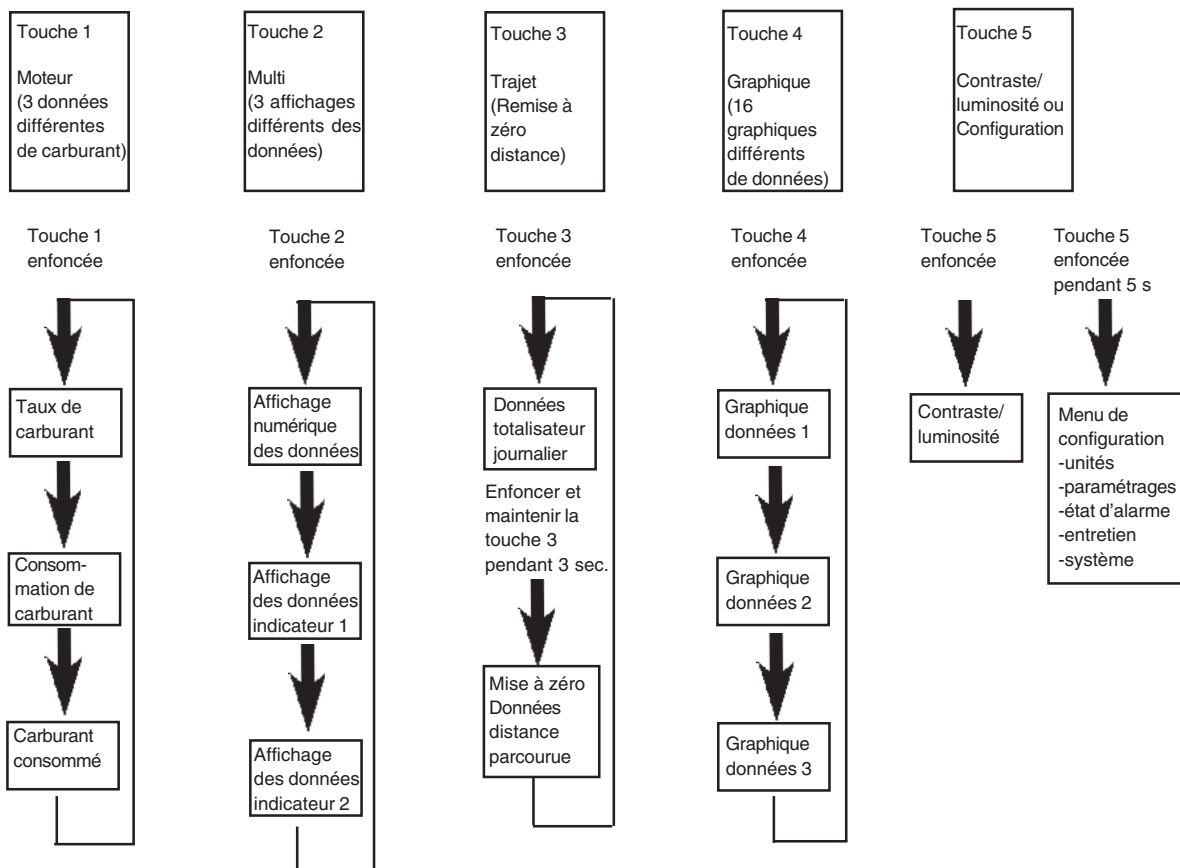 Touche 1
Moteur
(3 données
différentes
de carburant)
Touche 2
Multi
(3 affichages
différents des
données)
Touche 3
Trajet
(Remise à
zéro
distance)
Touche 4
Graphique
(16
graphiques
différents
de données)
Touche 5
Contraste/
luminosité ou
Configuration
Touche 1
enfoncée
Taux de
carburant
Consom-
mation de
carburant
Carburant
consommé
Touche 2
enfoncée
Affichage
numérique
des données
Affichage
des données
indicateur 1
Affichage
des données
indicateur 2
Touche 3
enfoncée
Données
totalisateur
journalier
Enfoncer et
maintenir la
touche 3
pendant 3 sec.
Mise à zéro
Données
distance
parcourue
Touche 4
enfoncée
Graphique
données 1
Graphique
données 2
Graphique
données 3
Touche 5
enfoncée
Contraste/
luminosité
Touche 5
enfoncée
pendant 5 s
Menu de
configuration
-unités
-paramétrages
-état d'alarme
-entretien
-système